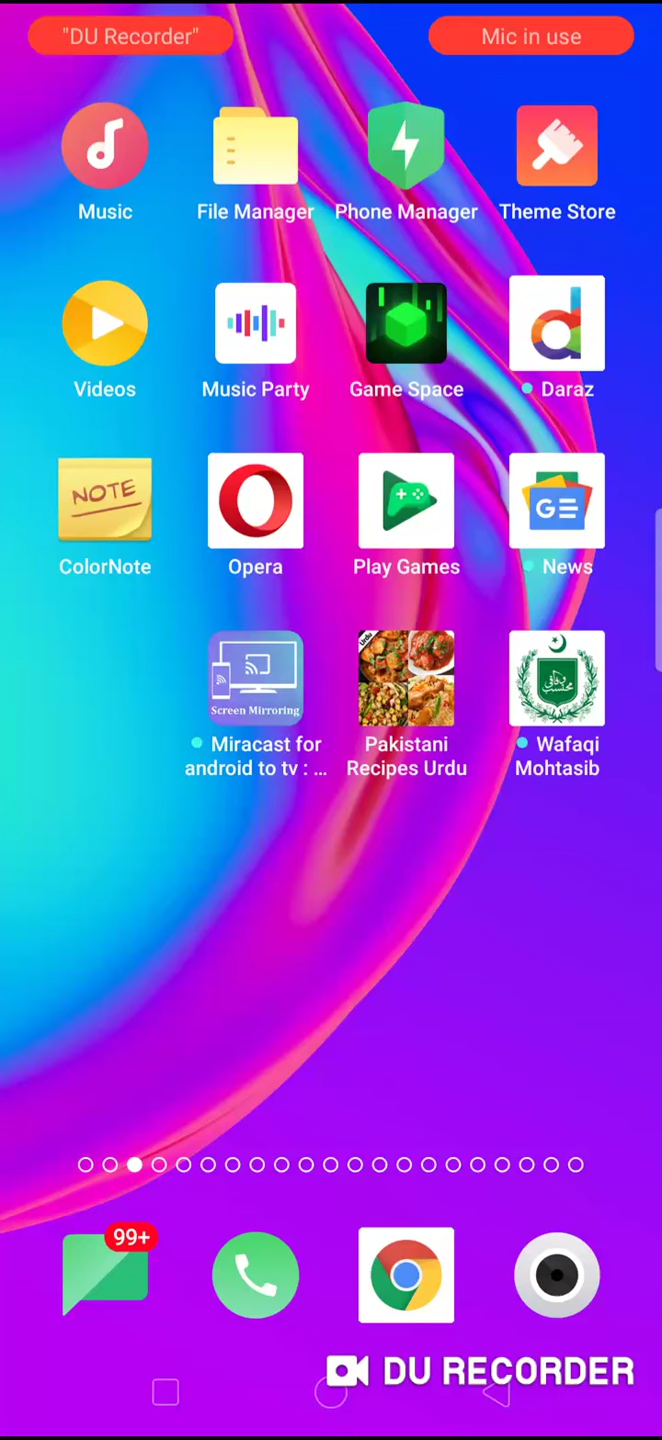 "DU Recorder"
Mic in use
Music
File Manager
Phone Manager
Theme Store
Videos
Music Party
Game Space
Daraz
NOTE
GE
ColorNote
Opera
Play Games
News
Screen Mirroring
Urdu
Miracast for
android to tv : ...
Pakistani
Recipes Urdu
Wafaqi
Mohtasib
99+
DU RECORDER